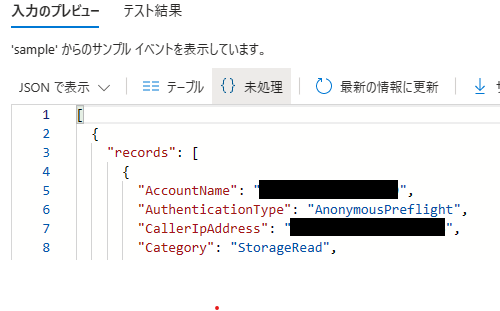 入力のプレビュー テスト結果
'sample' からのサンプル イベントを表示しています。
JSON で表示 テーブル {} 未処理 最新の情報に更新
1 [
2 {
3 "records": [
4 {
5 "AccountName": "",
6 "AuthenticationType": "AnonymousPreflight",
7 "CallerIpAddress": "",
8 "Category": "StorageRead",